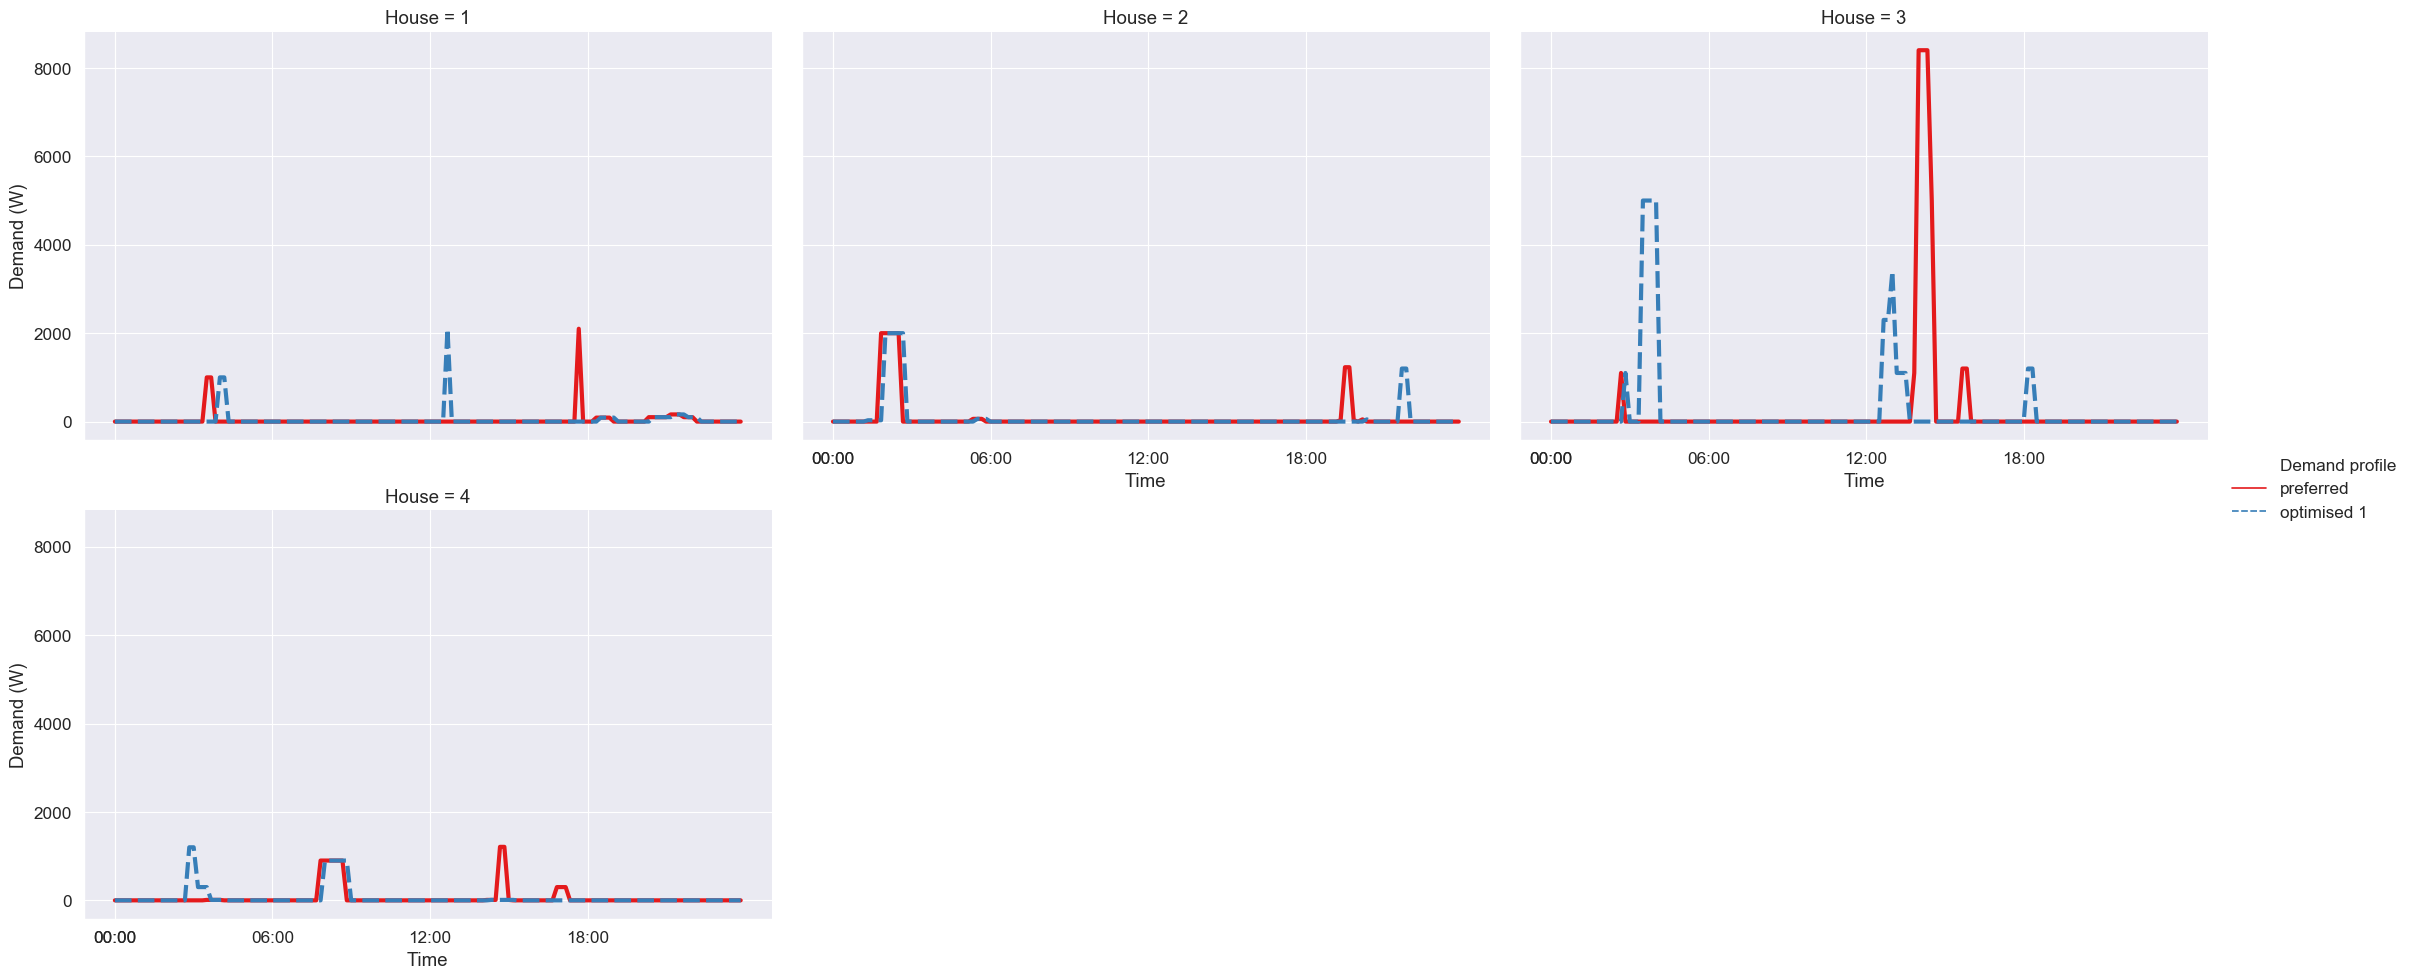 House = 1
House = 2
House = 3
8000
6000
4000
2000
0
Demand (W)
00:00
06:00
12:00
18:00
Time
00:00
06:00
12:00
18:00
Time
Demand profile
preferred
optimised 1
House = 4
8000
6000
4000
2000
0
Demand (W)
00:00
06:00
12:00
18:00
Time